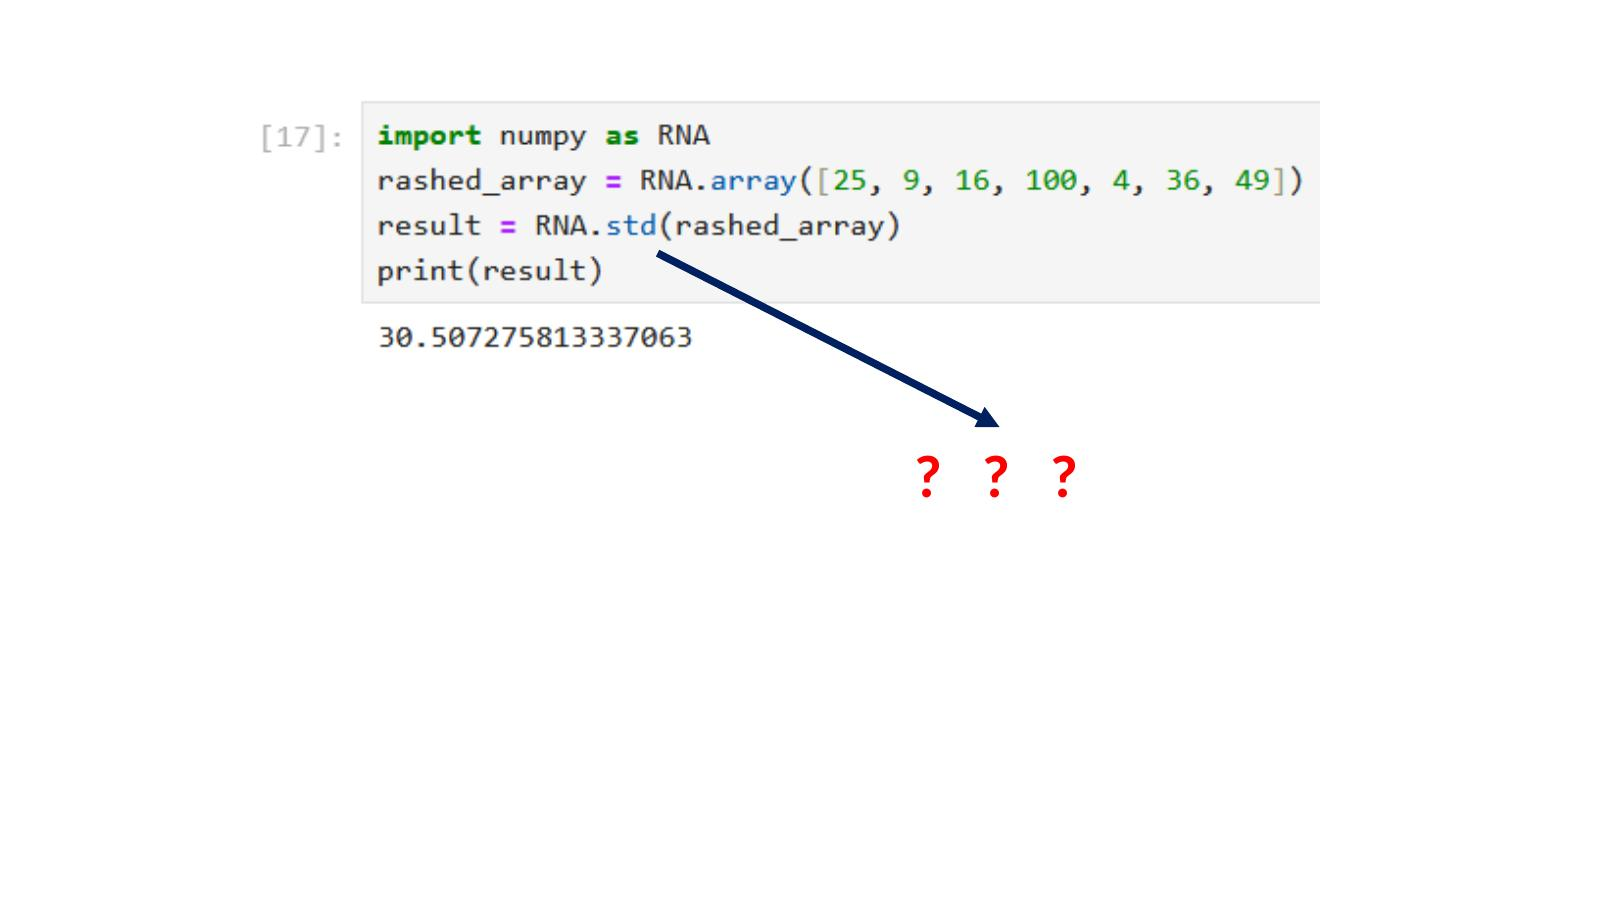 [17]: import numpy as RNA
rashed_array = RNA.array([25, 9, 16, 100, 4, 36, 49])
result = RNA.std(rashed_array)
print(result)
30.507275813337063
? ? ?